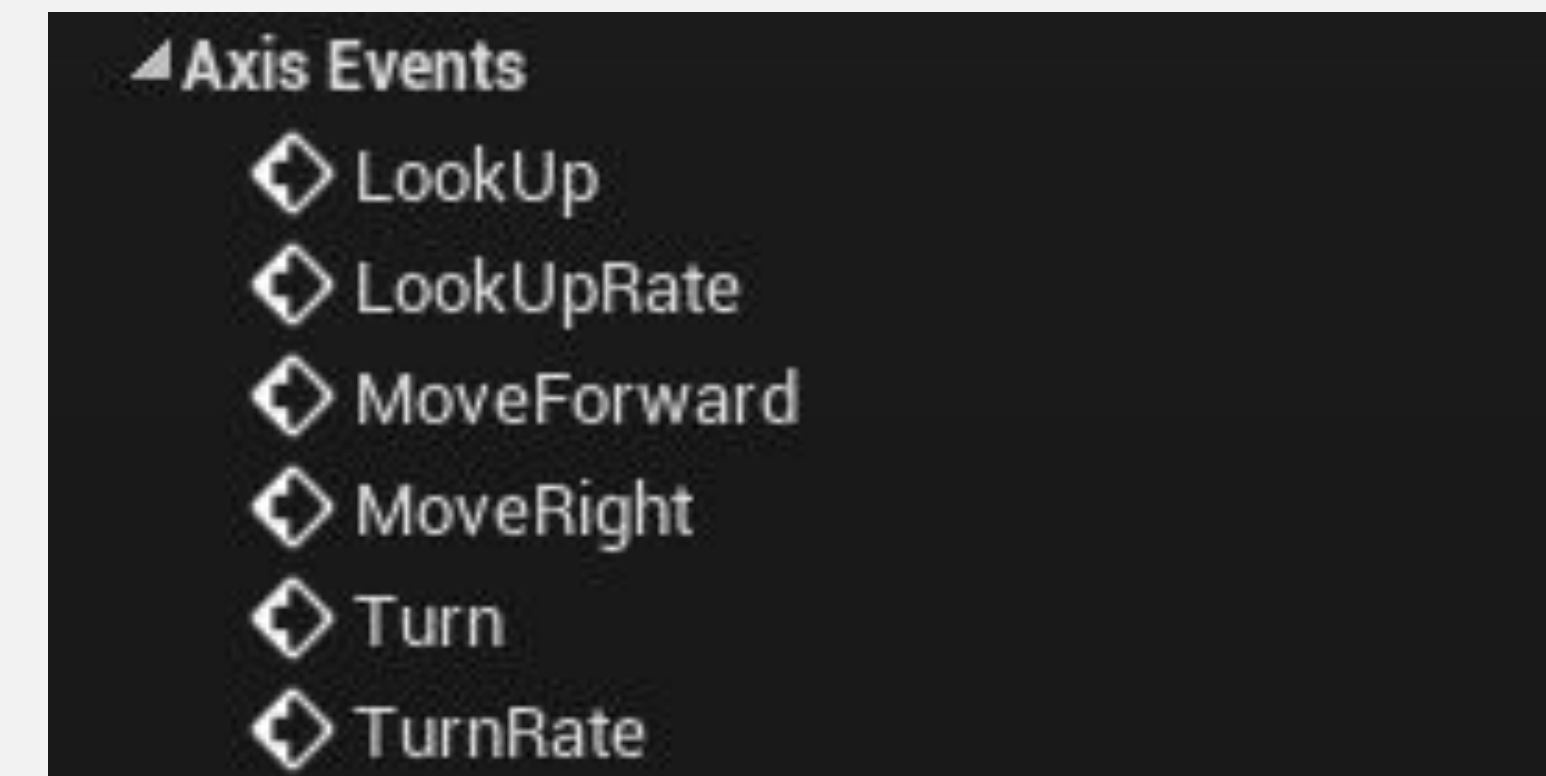 Axis Events
LookUp
LookUpRate
MoveForward
MoveRight
Turn
TurnRate